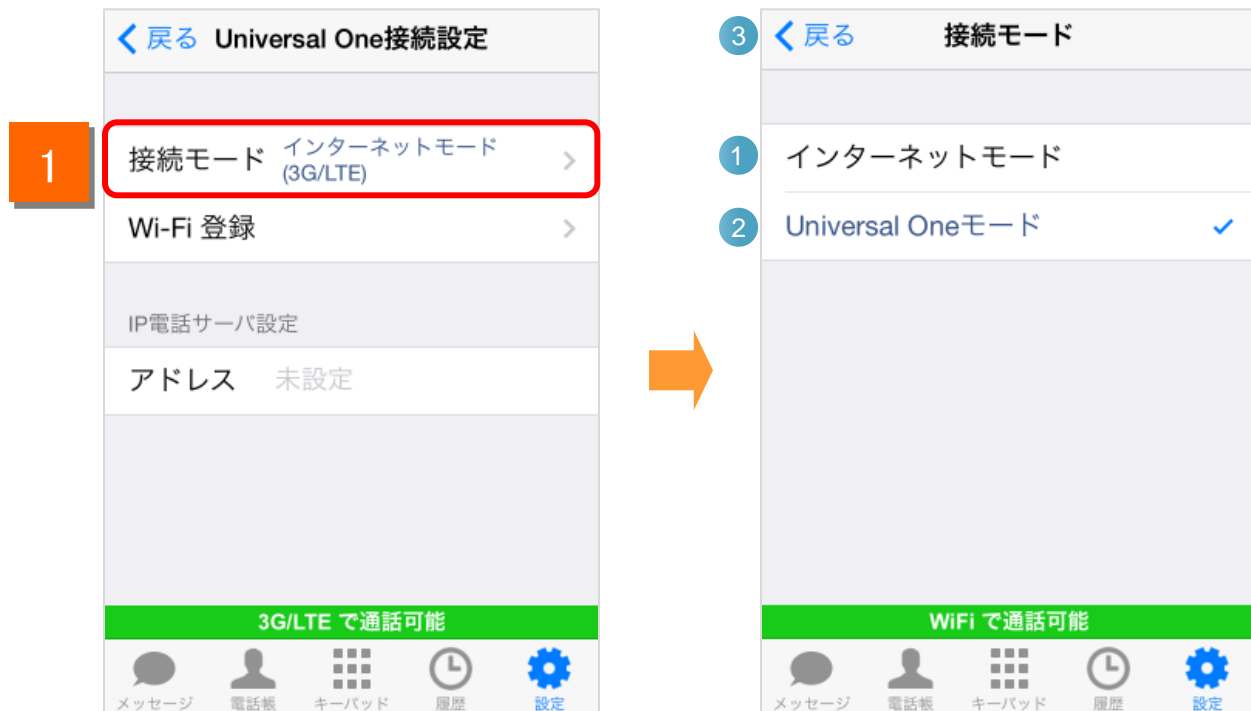 戻る Universal One接続設定
1
接続モード インターネットモード
(3G/LTE)
Wi-Fi 登録
IP電話サーバ設定
アドレス 未設定
3G/LTE で通話可能
メッセージ 電話帳 キーパッド 履歴 設定
3 戻る 接続モード
1 インターネットモード
2 Universal Oneモード
WiFi で通話可能
メッセージ 電話帳 キーパッド 履歴 設定